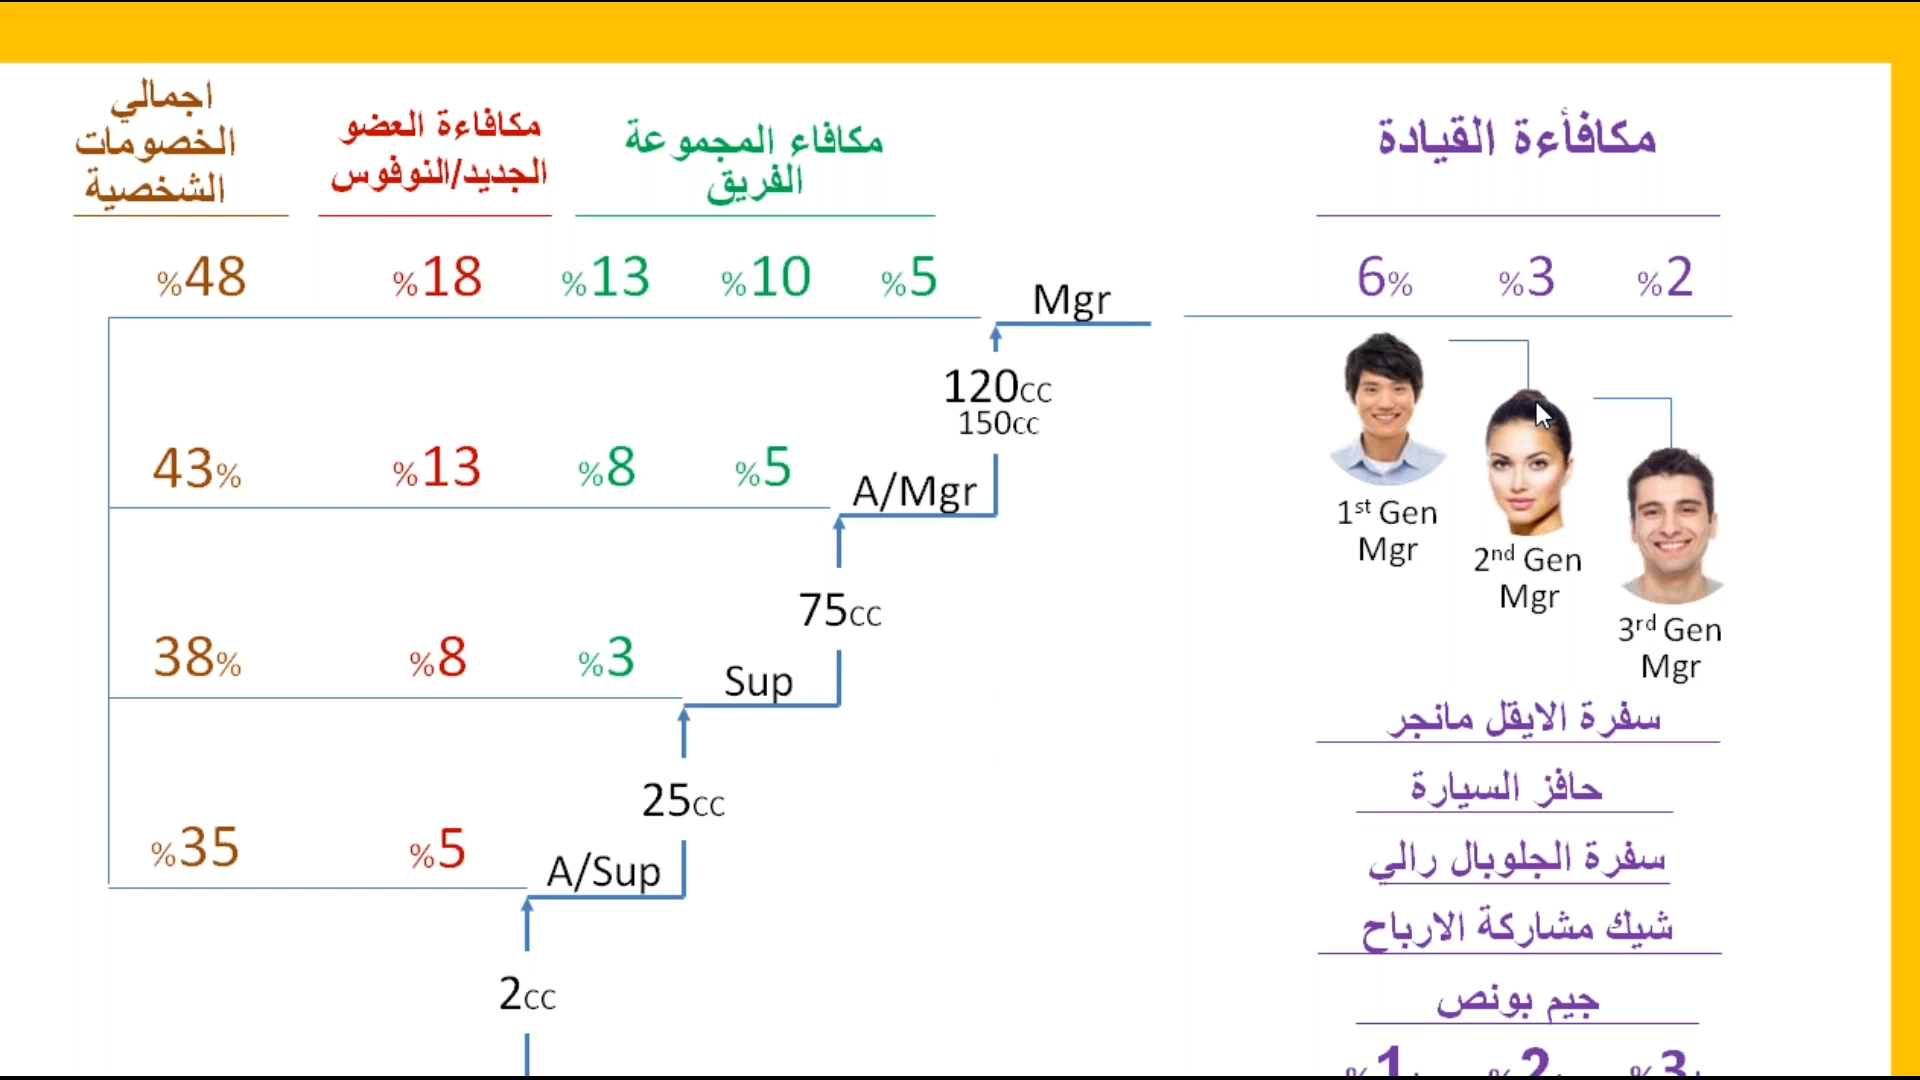 اجمالي
الخصومات
الشخصية
مكافاءة العضو
الجديد/النوفوس
مكافاء المجموعة
الفريق
مكافأءة القيادة
%48 %18 %13 %10 %5 Mgr 6% %3 %2
120cc
150cc
43% %13 %8 %5 A/Mgr
1st Gen
Mgr
2nd Gen
Mgr
3rd Gen
Mgr
75cc
38% %8 %3 Sup
سفرة الايقل مانجر
حافز السيارة
25cc
%35 %5 A/Sup
سفرة الجلوبال رالي
شيك مشاركة الارباح
2cc
جيم بونص
%1 %2 %3